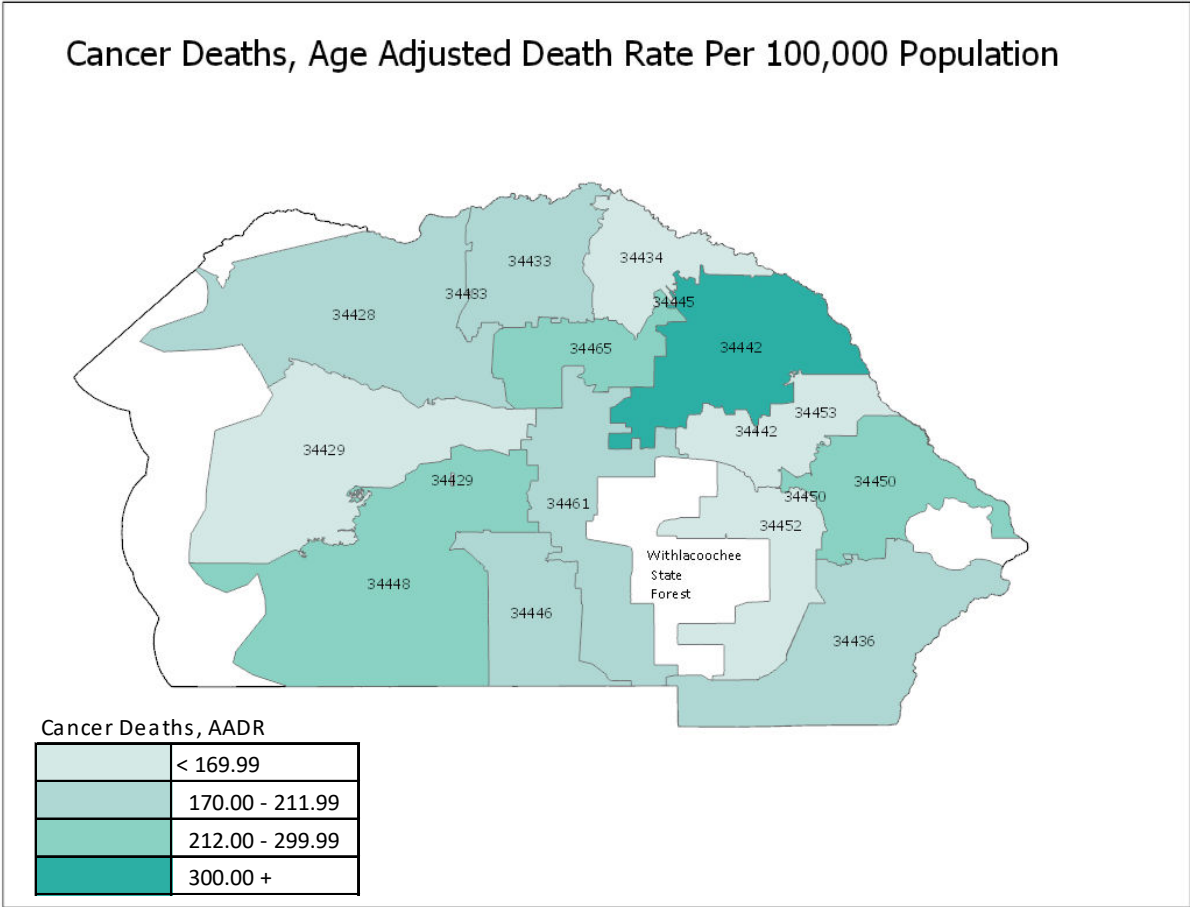 Cancer Deaths, Age Adjusted Death Rate Per 100,000 Population
34433
34434
34433
34445
34428
34465
34442
34453
34442
34429
34429
34450
34450
34461
34452
Withlacoochee
State
Forest
34448
34446
34436
Cancer Deaths, AADR
< 169.99
170.00 - 211.99
212.00 - 299.99
300.00 +